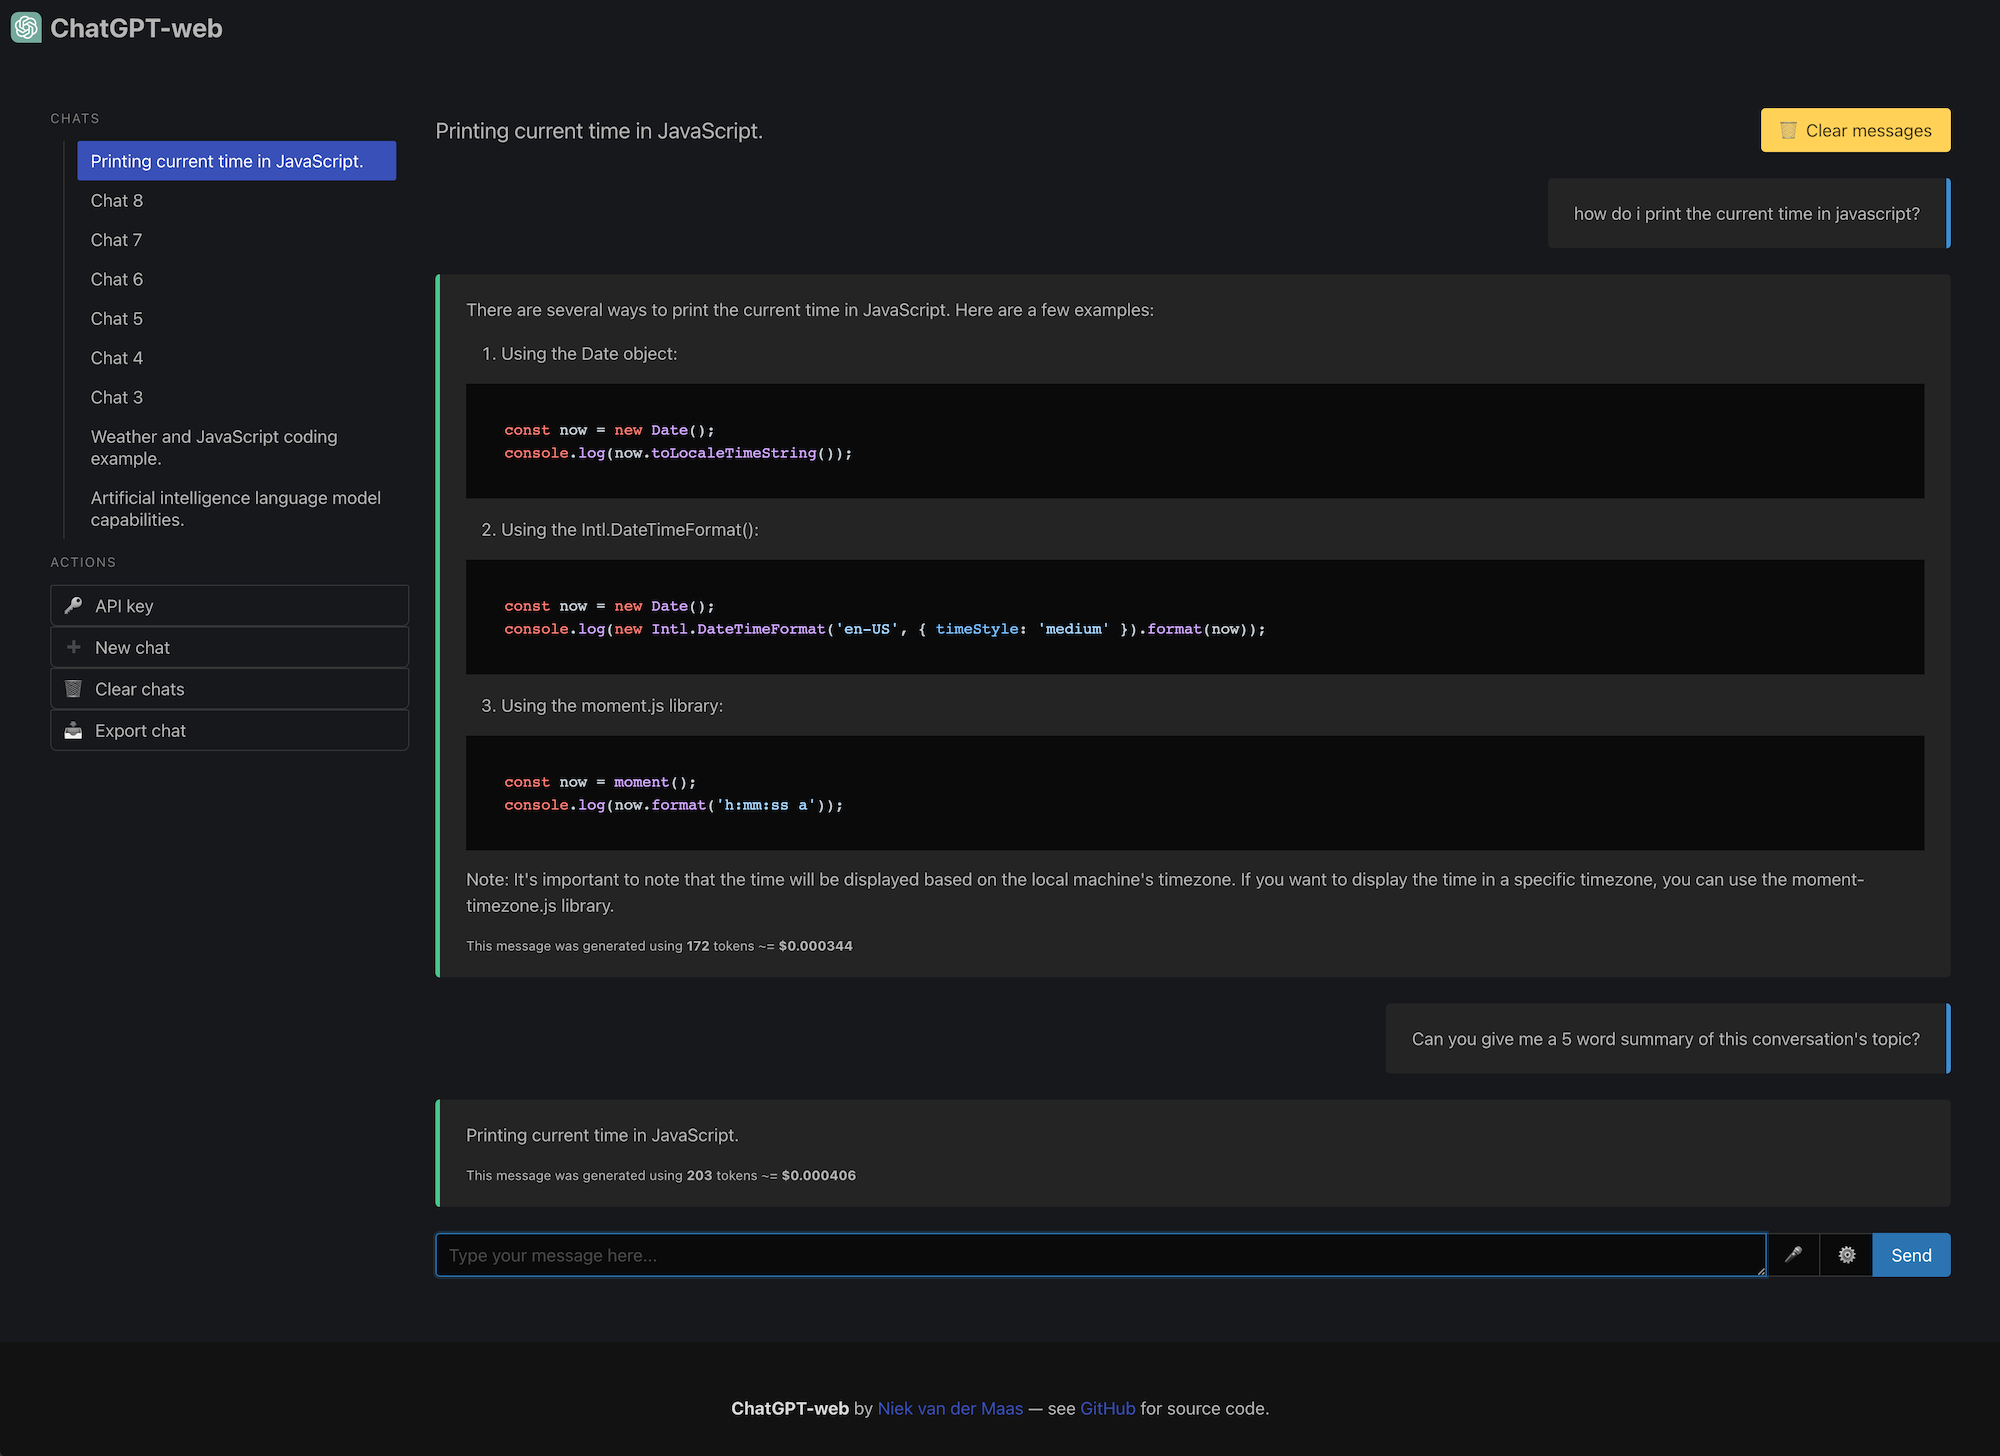 ChatGPT-web
CHATS
Printing current time in JavaScript.
Chat 8
Chat 7
Chat 6
Chat 5
Chat 4
Chat 3
Weather and JavaScript coding
example.
Artificial intelligence language model
capabilities.
ACTIONS
API key
New chat
Clear chats
Export chat
Printing current time in JavaScript.
Clear messages
how do i print the current time in javascript?
There are several ways to print the current time in JavaScript. Here are a few examples:
1. Using the Date object:
const now = new Date();
console.log(now.toLocaleTimeString());
2. Using the Intl.DateTimeFormat():
const now = new Date();
console.log(new Intl.DateTimeFormat('en-US', { timeStyle: 'medium' }).format(now));
3. Using the moment.js library:
const now = moment();
console.log(now.format('h:mm:ss a'));
Note: It's important to note that the time will be displayed based on the local machine's timezone. If you want to display the time in a specific timezone, you can use the moment-
timezone.js library.
This message was generated using 172 tokens ~= $0.000344
Can you give me a 5 word summary of this conversation's topic?
Printing current time in JavaScript.
This message was generated using 203 tokens ~= $0.000406
Type your message here...
Send
ChatGPT-web by Niek van der Maas — see GitHub for source code.